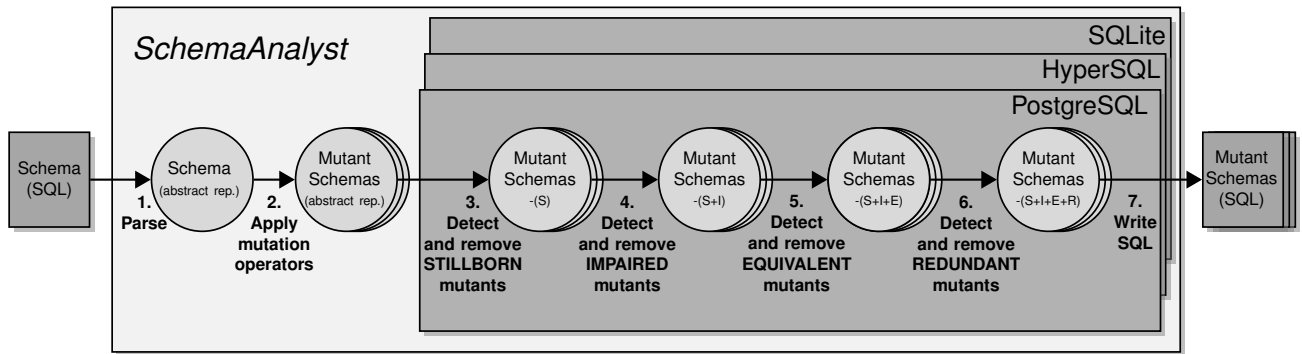 SchemaAnalyst
SQLite
HyperSQL
PostgreSQL
Schema
(SQL)
Schema
(abstract rep.)
Mutant
Schemas
(abstract rep.)
Mutant
Schemas
-(S)
Mutant
Schemas
-(S+I)
Mutant
Schemas
-(S+I+E)
Mutant
Schemas
-(S+I+E+R)
Mutant
Schemas
(SQL)
1.
Parse
2.
Apply
mutation
operators
3.
Detect
and remove
STILLBORN
mutants
4.
Detect
and remove
IMPAIRED
mutants
5.
Detect
and remove
EQUIVALENT
mutants
6.
Detect
and remove
REDUNDANT
mutants
7.
Write
SQL